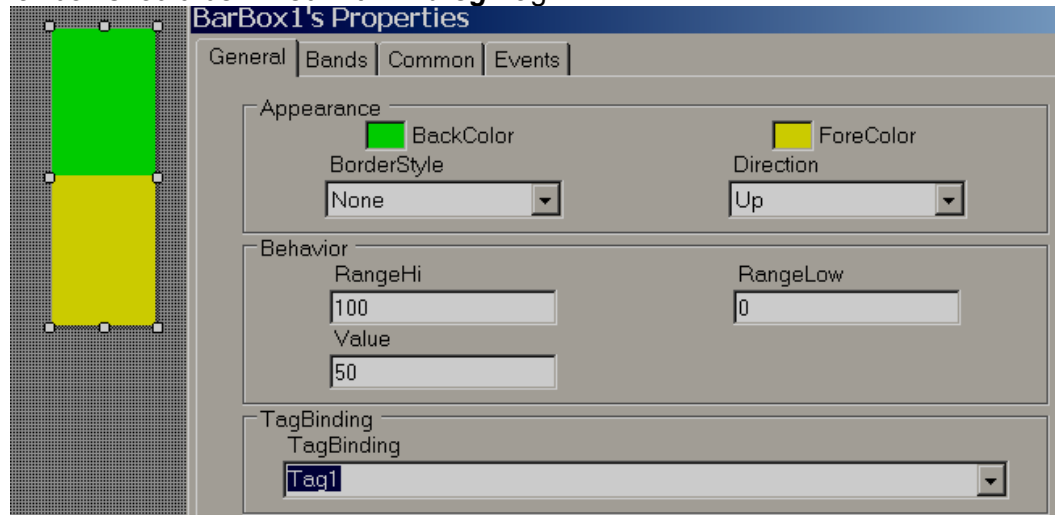 BarBox1's Properties
General Bands Common Events
Appearance
BackColor ForeColor
BorderStyle Direction
None Up
Behavior
RangeHi RangeLow
100 0
Value
50
TagBinding
TagBinding
Tag1